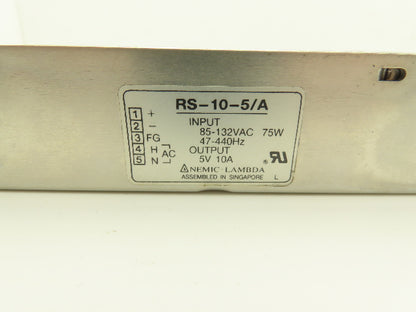 RS-10-5/A
1 +
2 -
3 FG
4 H
5 N
AC
INPUT
85-132VAC 75W
47-440Hz
OUTPUT
5V 10A
NEMIC LAMBDA
ASSEMBLED IN SINGAPORE L